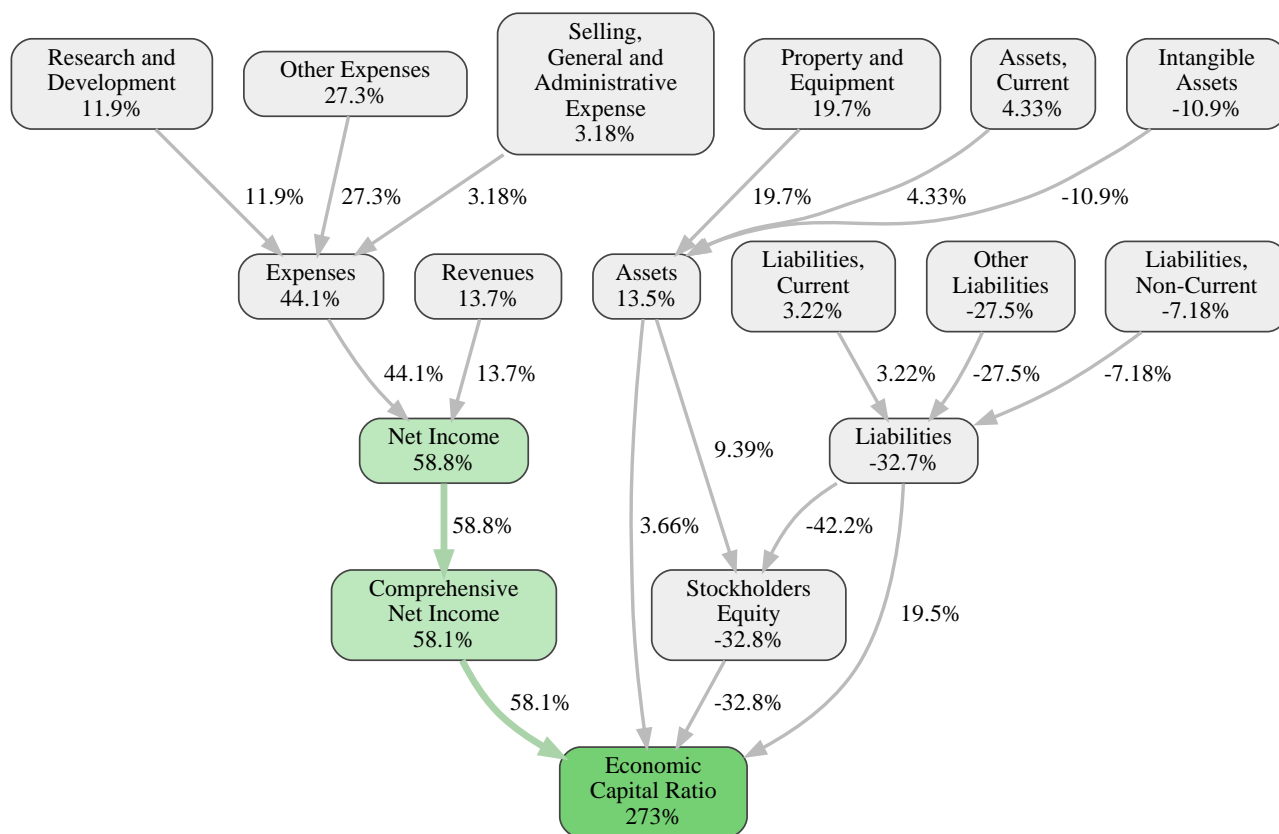 Research and
Development
11.9%
Other Expenses
27.3%
Selling,
General and
Administrative
Expense
3.18%
Property and
Equipment
19.7%
Assets,
Current
4.33%
Intangible
Assets
-10.9%
11.9%
27.3%
3.18%
19.7%
4.33%
-10.9%
Expenses
44.1%
Revenues
13.7%
Assets
13.5%
Liabilities,
Current
3.22%
Other
Liabilities
-27.5%
Liabilities,
Non-Current
-7.18%
44.1%
13.7%
3.22%
-27.5%
-7.18%
Net Income
58.8%
9.39%
Liabilities
-32.7%
58.8%
3.66%
-42.2%
Comprehensive
Net Income
58.1%
Stockholders
Equity
-32.8%
19.5%
58.1%
-32.8%
Economic
Capital Ratio
273%